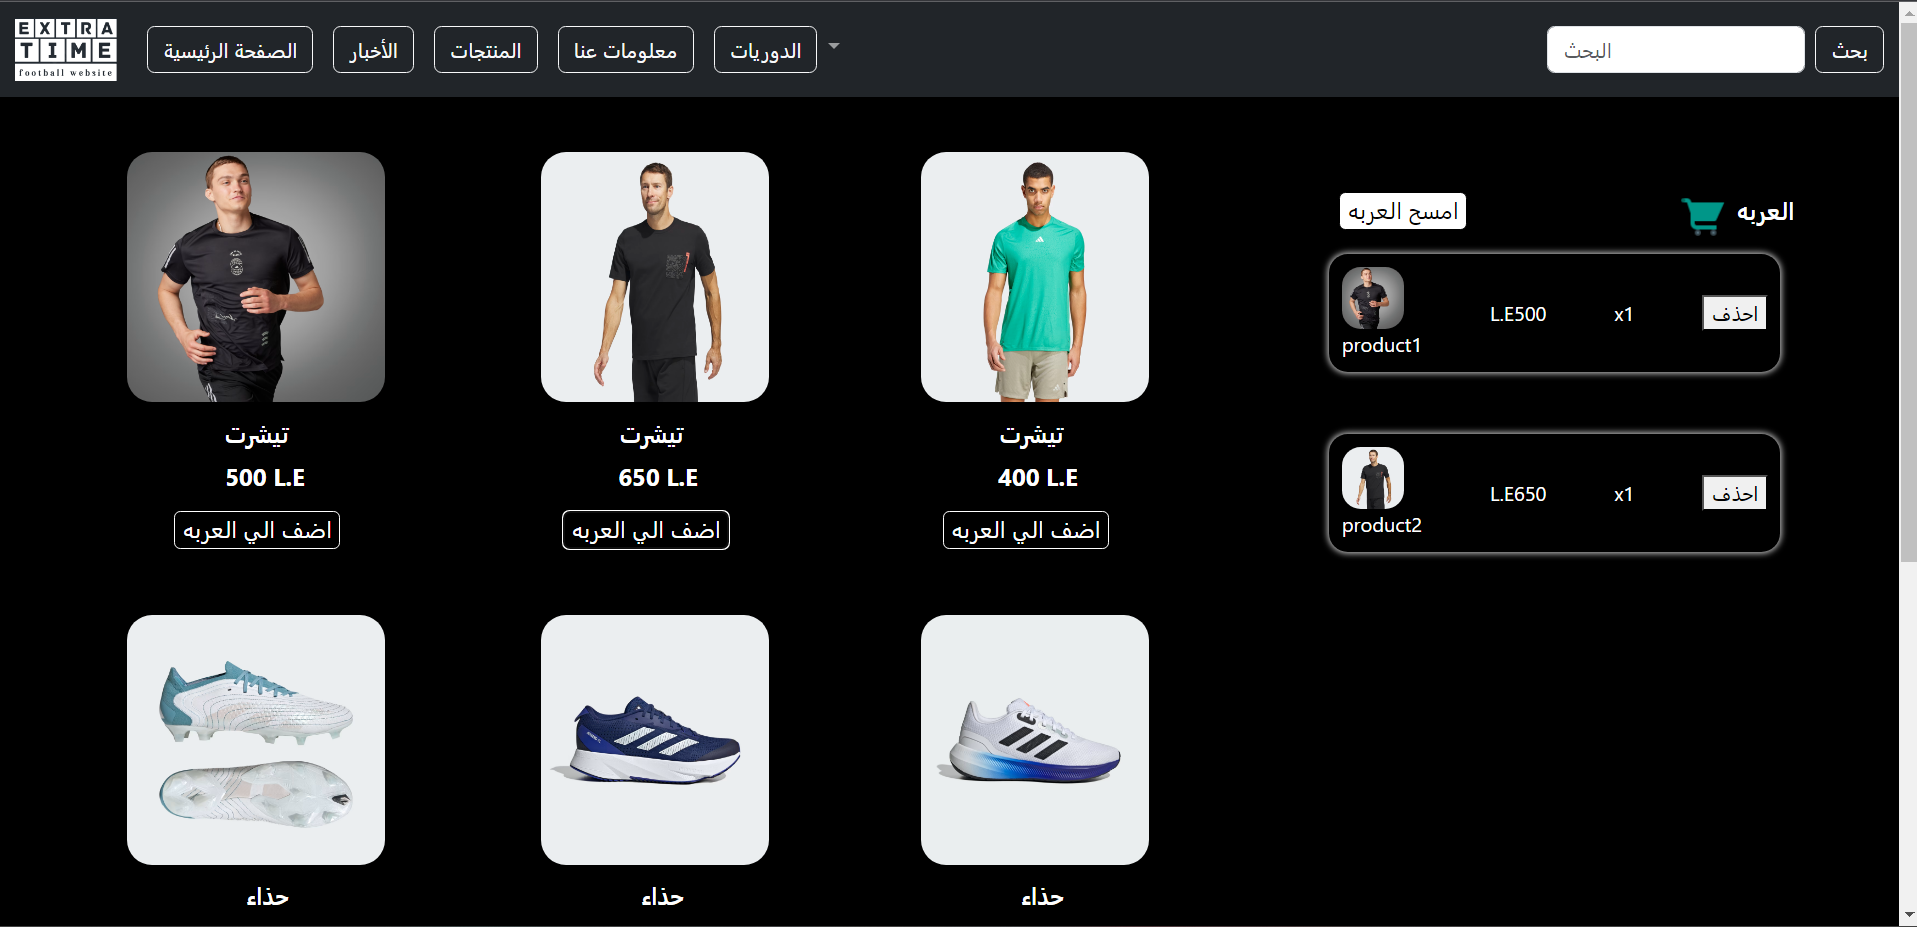 EXTRA
TIME
football website
الصفحة الرئيسية
الأخبار
المنتجات
معلومات عنا
الدوريات
البحث
بحث
تيشرت
500 L.E
اضف الي العربه
تيشرت
650 L.E
اضف الي العربه
تيشرت
400 L.E
اضف الي العربه
حذاء
حذاء
حذاء
العربه
امسح العربه
product1
L.E500
x1
احذف
product2
L.E650
x1
احذف